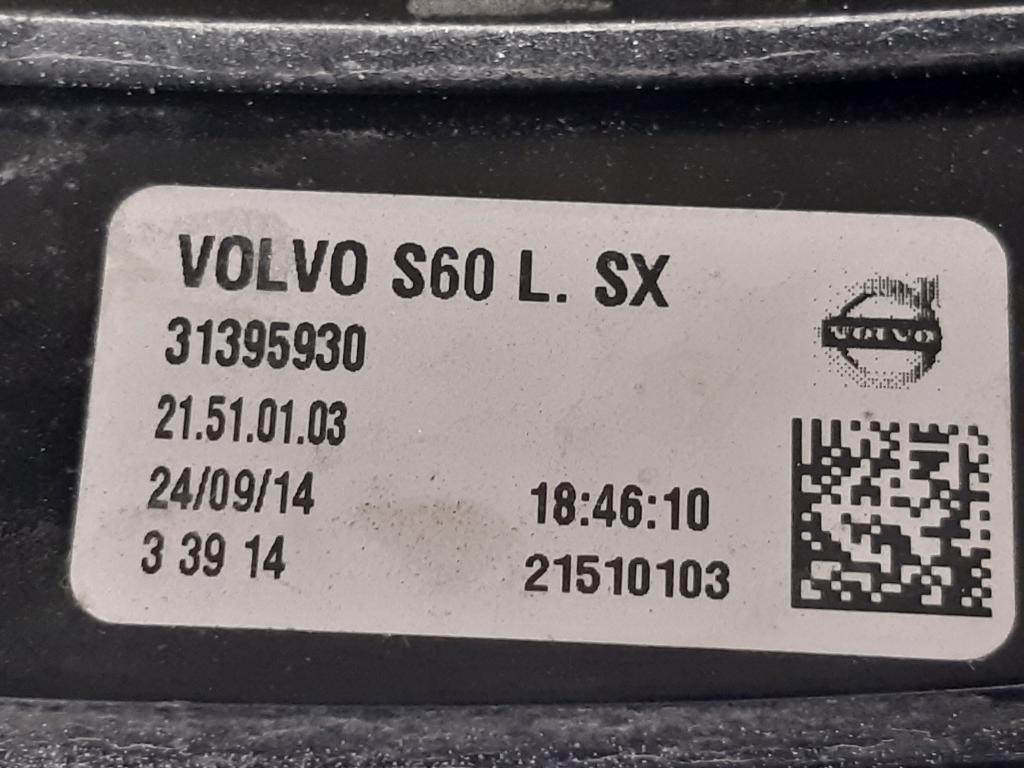 VOLVO S60 L. SX
31395930
VOLVO
21.51.01.03
24/09/14 18:46:10
3 39 14 21510103